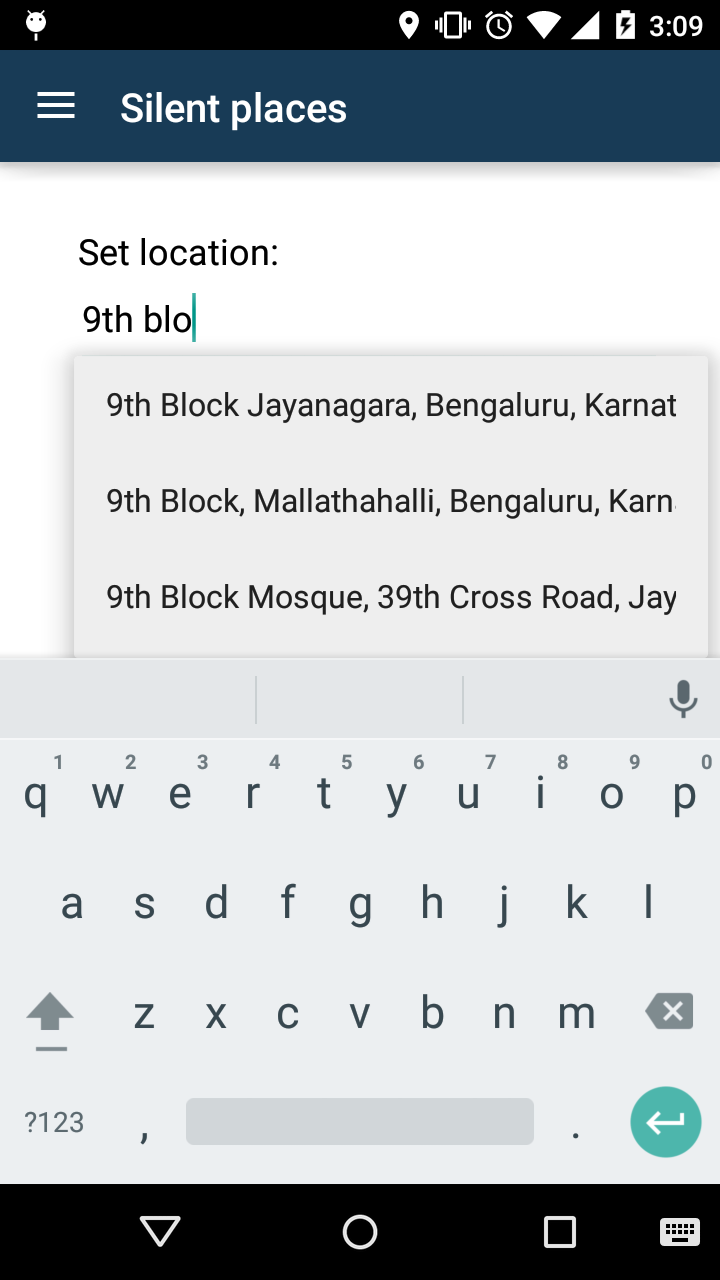 3:09
Silent places
Set location:
9th blo
9th Block Jayanagara, Bengaluru, Karnat
9th Block, Mallathahalli, Bengaluru, Karn
9th Block Mosque, 39th Cross Road, Jay
1 2 3 4 5 6 7 8 9 0
q w e r t y u i o p
a s d f g h j k l
z x c v b n m
?123 , .